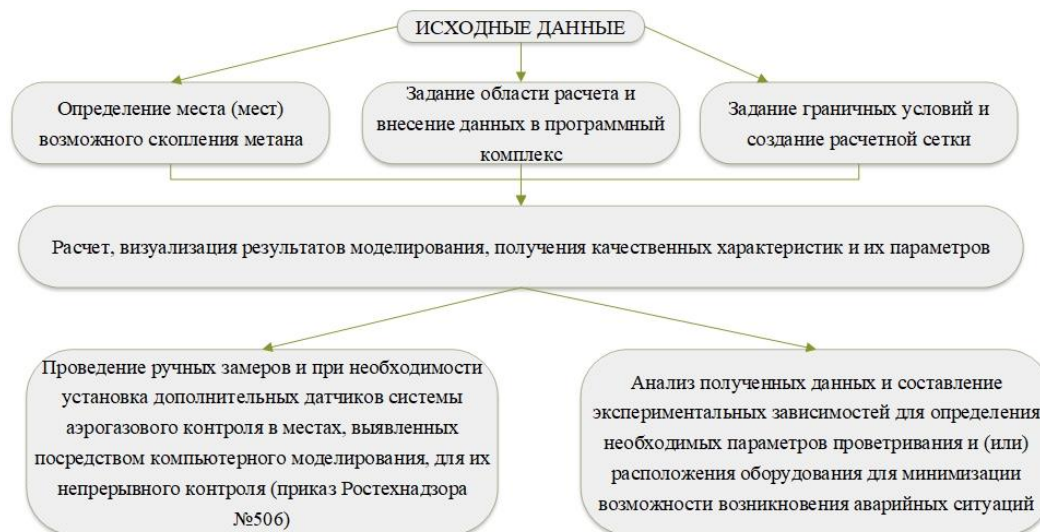 ИСХОДНЫЕ ДАННЫЕ
Определение места (мест)
возможного скопления метана
Задание области расчета и
внесение данных в программный
комплекс
Задание граничных условий и
создание расчетной сетки
Расчет, визуализация результатов моделирования, получения качественных характеристик и их параметров
Проведение ручных замеров и при необходимости
установка дополнительных датчиков системы
аэрогазового контроля в местах, выявленных
посредством компьютерного моделирования, для их
непрерывного контроля (приказ Ростехнадзора
№506)
Анализ полученных данных и составление
экспериментальных зависимостей для определения
необходимых параметров проветривания и (или)
расположения оборудования для минимизации
возможности возникновения аварийных ситуаций